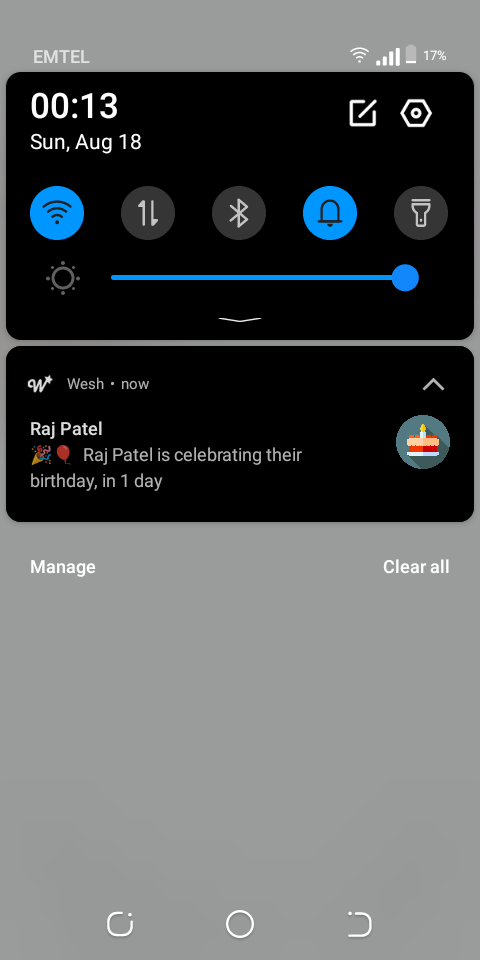 EMTEL
17%
00:13
Sun, Aug 18
Wesh • now
Raj Patel
🎉🎈 Raj Patel is celebrating their
birthday, in 1 day
Manage
Clear all